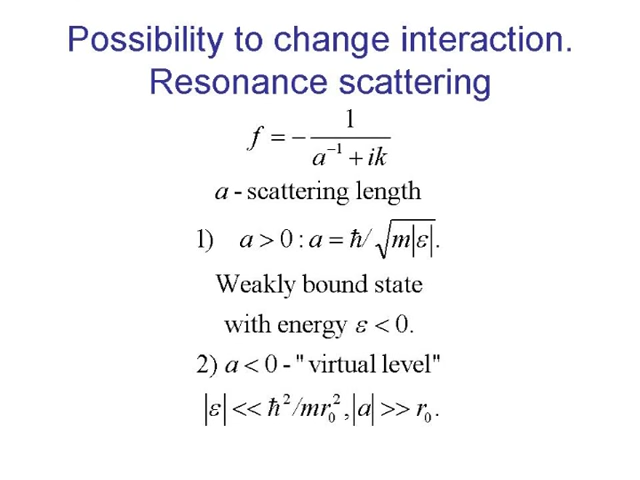 Possibility to change interaction.
Resonance scattering
f = − 1 / (a⁻¹ + ik)
a - scattering length
1) a > 0 : a = ħ/√m|ε|.
Weakly bound state
with energy ε < 0.
2) a < 0 - " virtual level"
|ε| << ħ²/mr₀², |a| >> r₀.